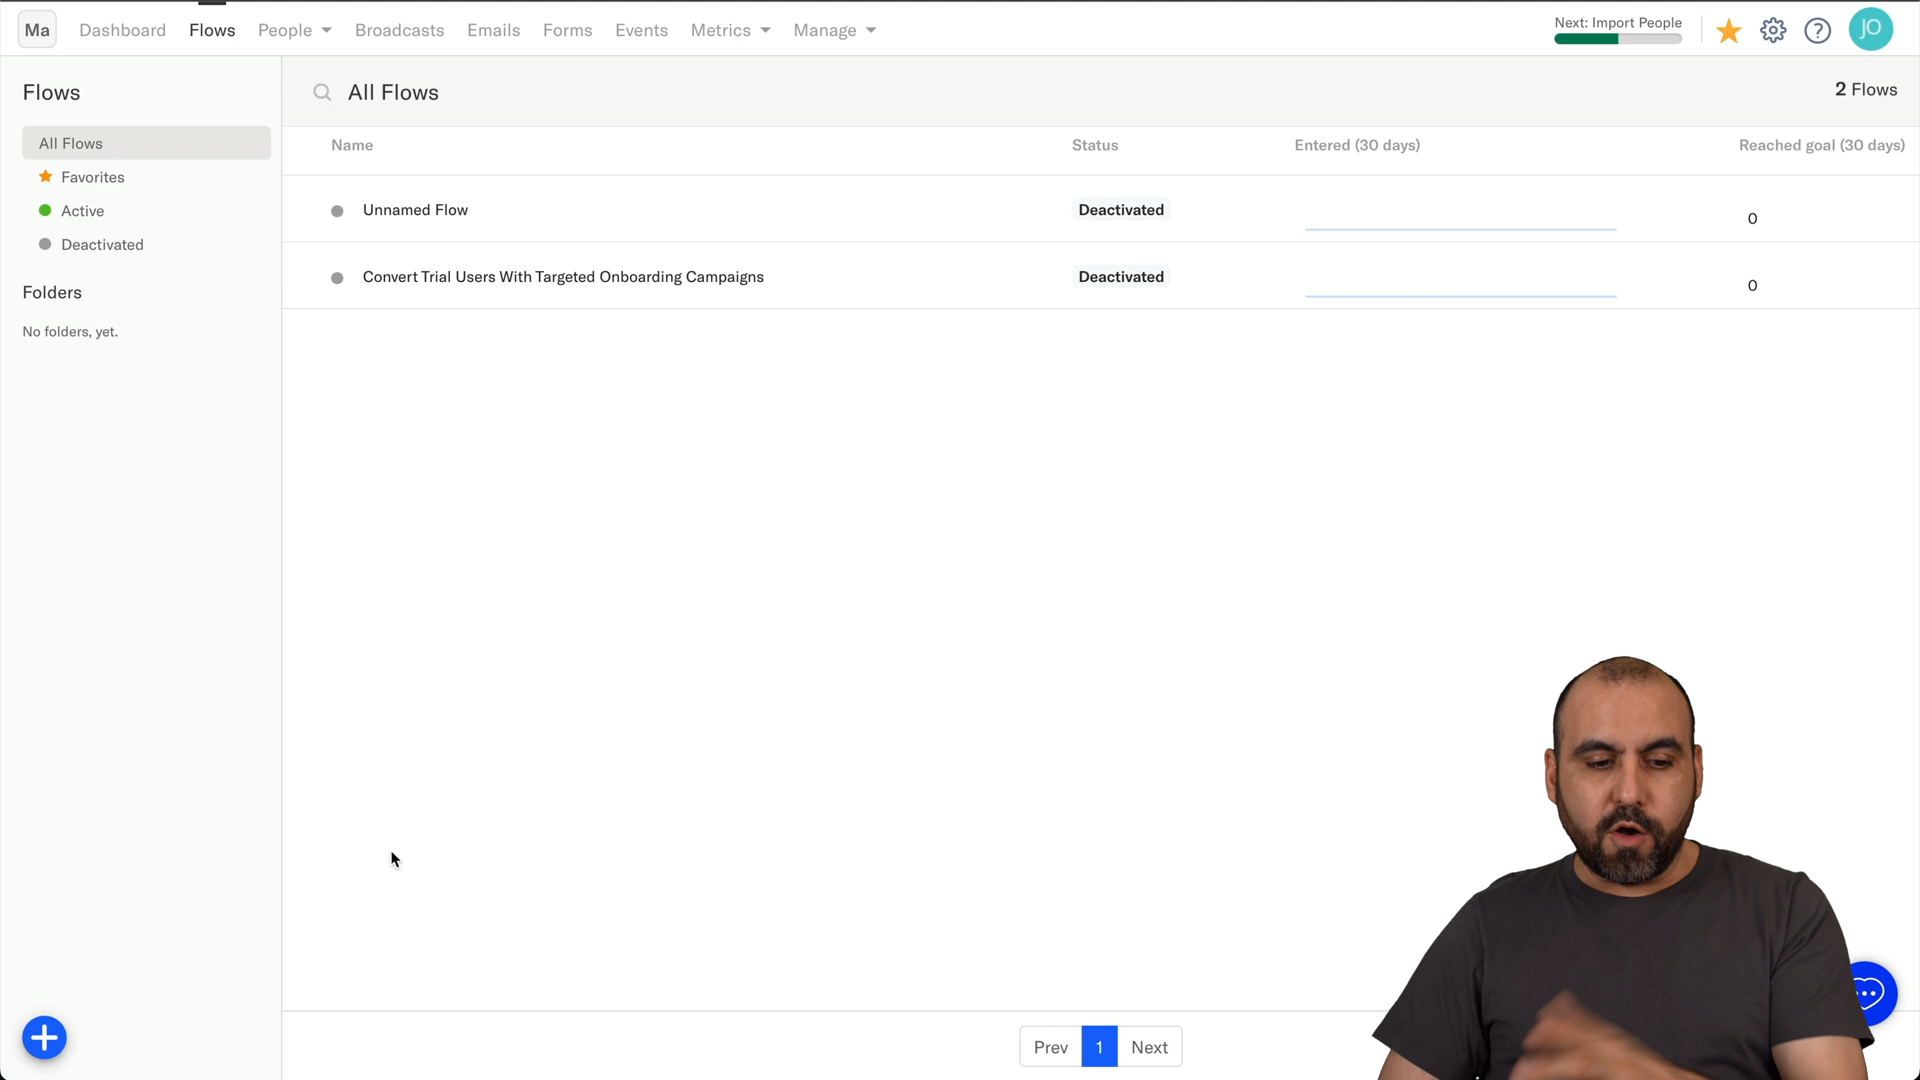 Ma Dashboard Flows People Broadcasts Emails Forms Events Metrics Manage Next: Import People JO
Flows
All Flows
Favorites
Active
Deactivated
Folders
No folders, yet.
All Flows 2 Flows
Name Status Entered (30 days) Reached goal (30 days)
Unnamed Flow Deactivated 0
Convert Trial Users With Targeted Onboarding Campaigns Deactivated 0
Prev 1 Next